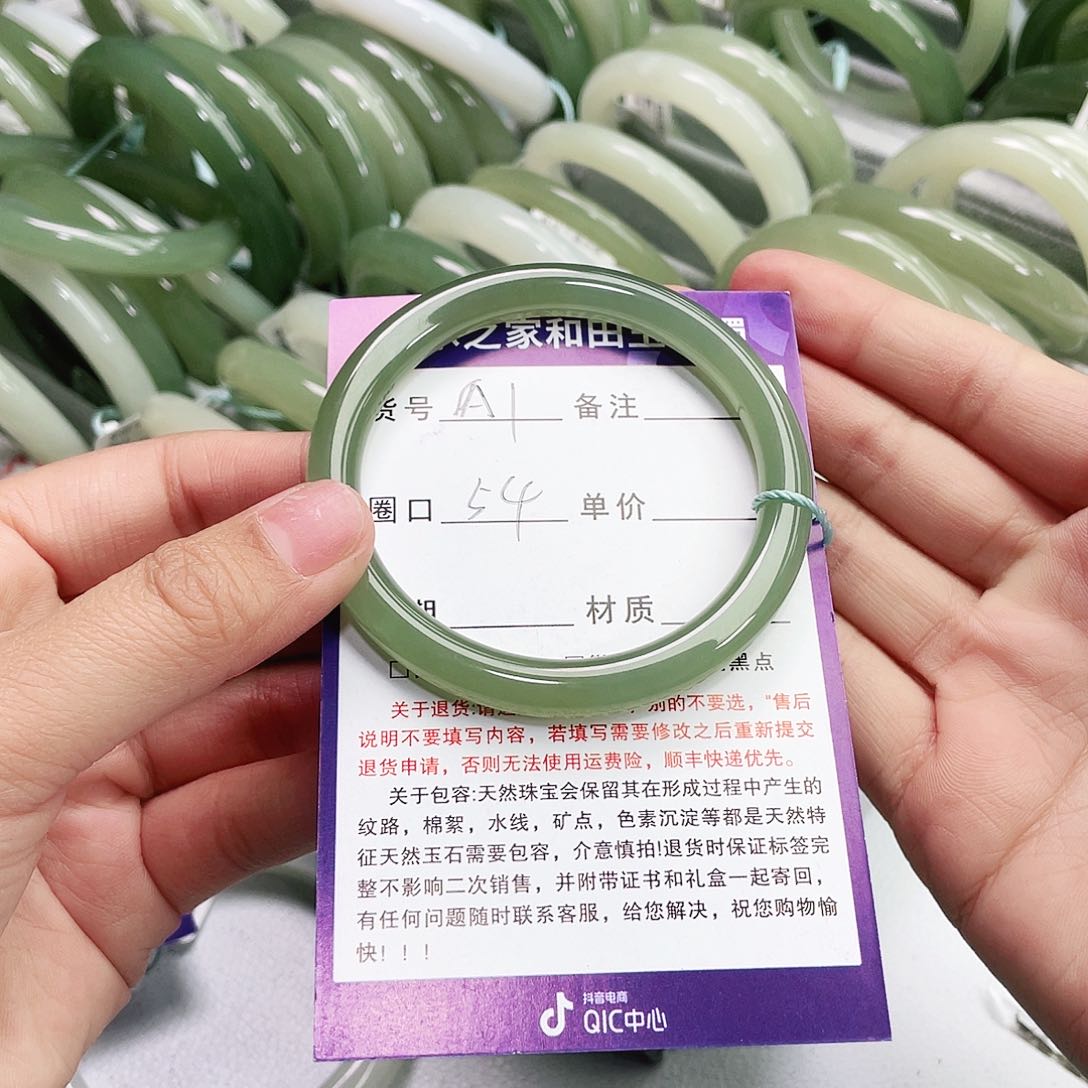 之家和田玉
货号 A1 备注
圈口 54 单价
期 材质
黑点
关于退货:请 别的不要选，"售后
说明不要填写内容，若填写需要修改之后重新提交
退货申请，否则无法使用运费险，顺丰快递优先。
关于包容:天然珠宝会保留其在形成过程中产生的
纹路，棉絮，水线，矿点，色素沉淀等都是天然特
征天然玉石需要包容，介意慎拍!退货时保证标签完
整不影响二次销售，并附带证书和礼盒一起寄回，
有任何问题随时联系客服，给您解决，祝您购物愉
快！！！
抖音电商
QIC中心